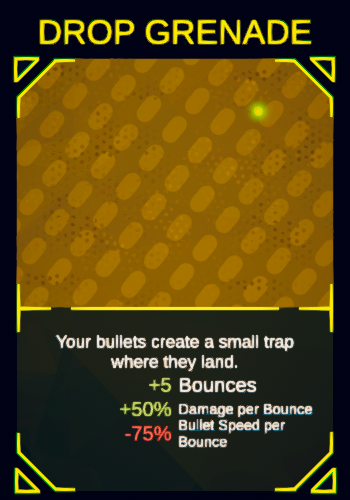 DROP GRENADE
Your bullets create a small trap
where they land.
+5 Bounces
+50% Damage per Bounce
-75% Bullet Speed per
Bounce